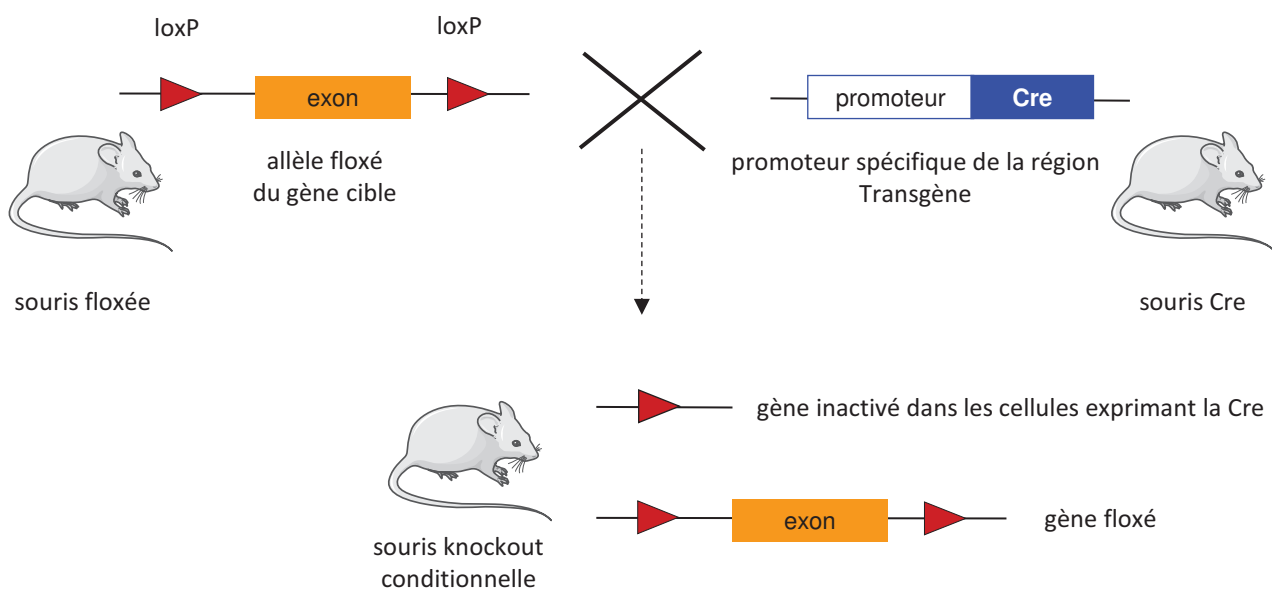 loxP
loxP
exon
promoteur
Cre
allèle floxé
du gène cible
promoteur spécifique de la région
Transgène
souris floxée
souris Cre
gène inactivé dans les cellules exprimant la Cre
exon
gène floxé
souris knockout
conditionnelle